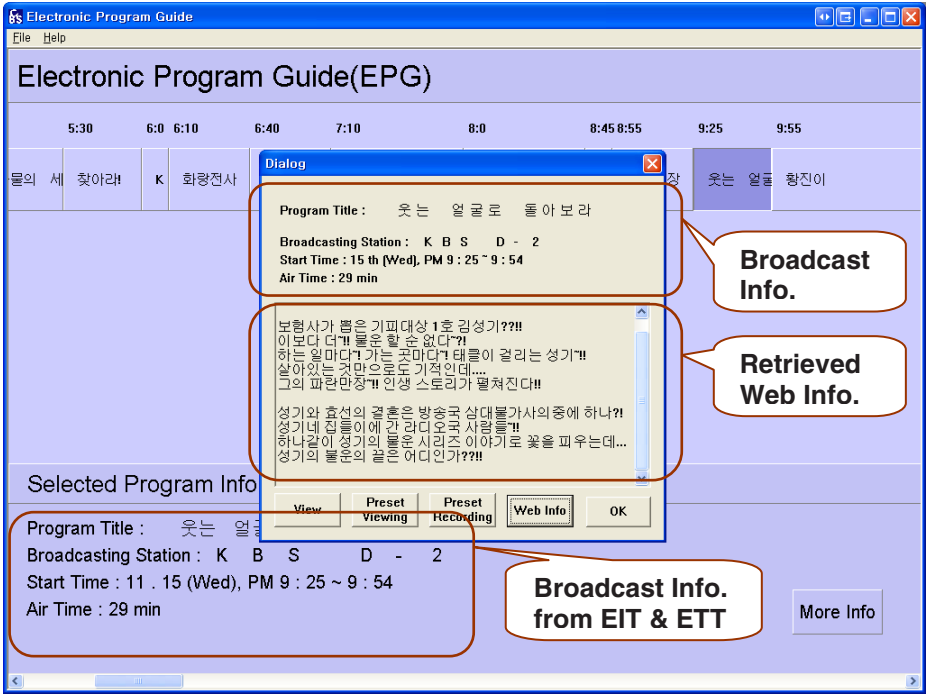 Electronic Program Guide
File Help
Electronic Program Guide(EPG)
5:30 6:0 6:10 6:40 7:10 8:0 8:45 8:55 9:25 9:55
물의 세 찾아라! K 화랑전사 장 웃는 얼굴 황진이
Dialog
Program Title : 웃는 얼굴로 돌아보라
Broadcasting Station : K B S D - 2
Start Time : 15 th (Wed), PM 9 : 25 ~ 9 : 54
Air Time : 29 min
Broadcast Info.
보험사가 뽑은 기피대상 1호 김성기??!!
이보다 더~!! 불운 할 순 없다~?!
하는 일마다~! 가는 곳마다~! 태클이 걸리는 성기~!!
살아있는 것만으로도 기적인데....
그의 파란만장~!! 인생 스토리가 펼쳐진다!!
성기와 효선의 결혼은 방송국 삼대불가사의중에 하나?!
성기네 집들이에 간 라디오국 사람들~!!
하나같이 성기의 불운 시리즈 이야기로 꽃을 피우는데...
성기의 불운의 끝은 어디인가??!!
Retrieved
Web Info.
View Preset Viewing Preset Recording Web Info OK
Selected Program Info
Program Title : 웃는
Broadcasting Station : K B S D - 2
Start Time : 11 . 15 (Wed), PM 9 : 25 ~ 9 : 54
Air Time : 29 min
Broadcast Info.
from EIT & ETT
More Info